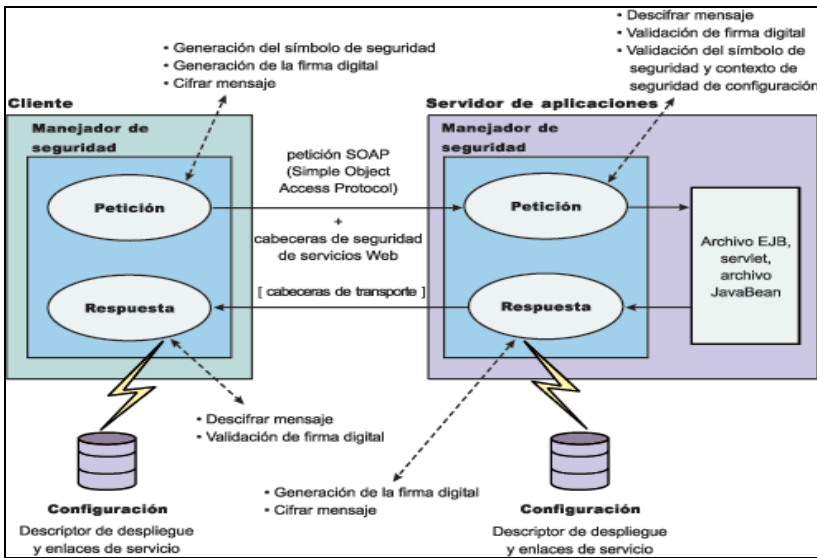 • Generación del símbolo de seguridad
• Generación de la firma digital
• Cifrar mensaje
• Descifrar mensaje
• Validación de firma digital
• Validación del símbolo de
seguridad y contexto de
seguridad de configuración
Cliente
Servidor de aplicaciones
Manejador de
seguridad
Petición
Respuesta
petición SOAP
(Simple Object
Access Protocol)
+
cabeceras de seguridad
de servicios Web
[ cabeceras de transporte ]
Manejador de
seguridad
Petición
Respuesta
Archivo EJB,
servlet,
archivo
JavaBean
• Descifrar mensaje
• Validación de firma digital
• Generación de la firma digital
• Cifrar mensaje
Configuración
Descriptor de despliegue
y enlaces de servicio
Configuración
Descriptor de despliegue
y enlaces de servicio